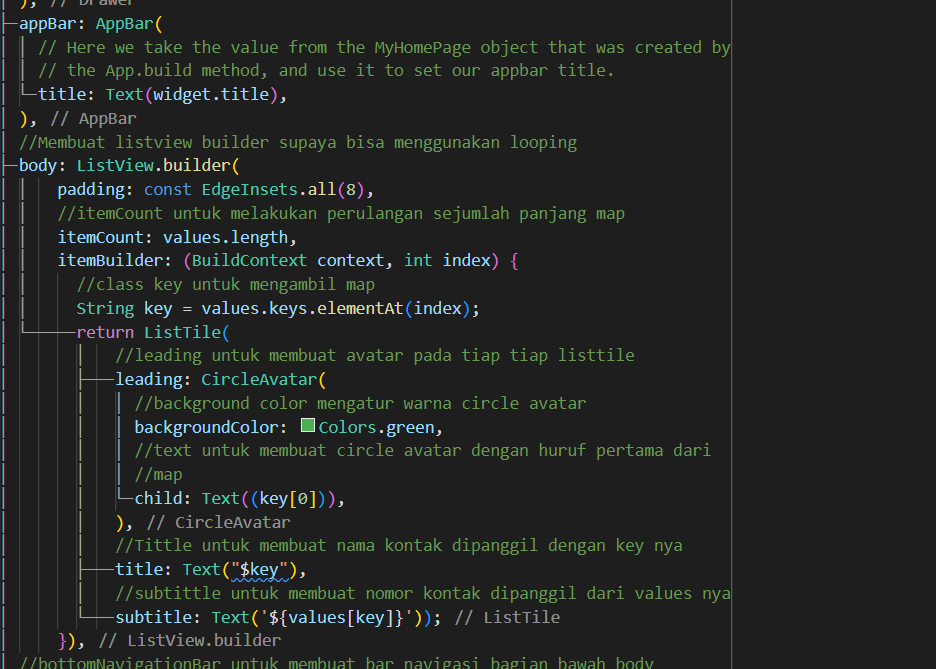 ), // Drawer
appBar: AppBar(
// Here we take the value from the MyHomePage object that was created by
// the App.build method, and use it to set our appbar title.
title: Text(widget.title),
), // AppBar
//Membuat listview builder supaya bisa menggunakan looping
body: ListView.builder(
padding: const EdgeInsets.all(8),
//itemCount untuk melakukan perulangan sejumlah panjang map
itemCount: values.length,
itemBuilder: (BuildContext context, int index) {
//class key untuk mengambil map
String key = values.keys.elementAt(index);
return ListTile(
//leading untuk membuat avatar pada tiap tiap listtile
leading: CircleAvatar(
//background color mengatur warna circle avatar
backgroundColor: Colors.green,
//text untuk membuat circle avatar dengan huruf pertama dari
//map
child: Text((key[0])),
), // CircleAvatar
//Tittle untuk membuat nama kontak dipanggil dengan key nya
title: Text("$key"),
//subtittle untuk membuat nomor kontak dipanggil dari values nya
subtitle: Text('${values[key]}')); // ListTile
}), // ListView.builder
//bottomNavigationBar untuk membuat bar navigasi bagian bawah body